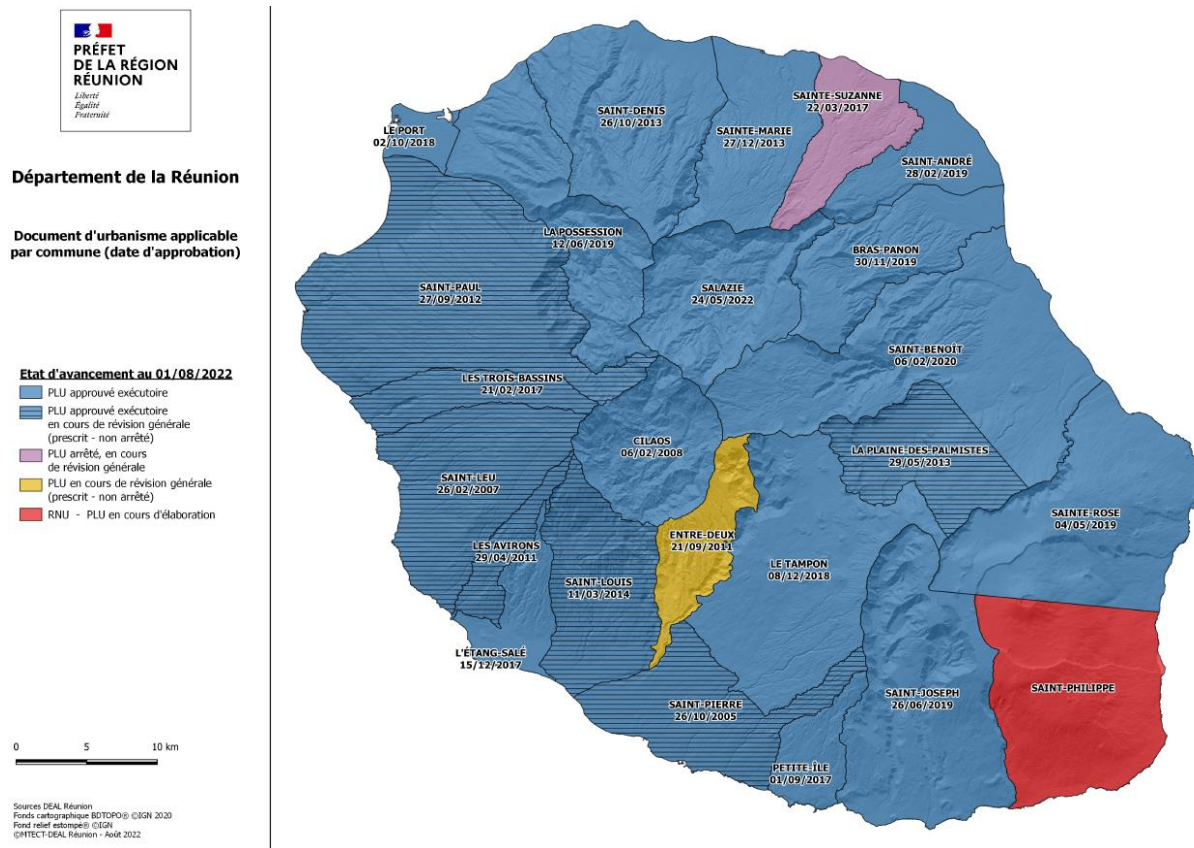 PRÉFET
DE LA RÉGION
RÉUNION
Liberté
Égalité
Fraternité
Département de la Réunion
Document d'urbanisme applicable
par commune (date d'approbation)
Etat d'avancement au 01/08/2022
PLU approuvé exécutoire
PLU approuvé exécutoire
en cours de révision générale
(prescrit - non arrêté)
PLU arrêté, en cours
de révision générale
PLU en cours de révision générale
(prescrit - non arrêté)
RNU - PLU en cours d'élaboration
0 5 10 km
Sources DEAL Réunion
Fonds cartographique BDTOPO® ©IGN 2020
Fond relief estompé® ©IGN
©MTECT-DEAL Réunion - Août 2022
SAINTE-SUZANNE
22/03/2017
SAINT-DENIS
26/10/2013
SAINTE-MARIE
27/12/2013
LE PORT
02/10/2018
SAINT-ANDRÉ
28/02/2019
LA POSSESSION
12/06/2019
BRAS-PANON
30/11/2019
SAINT-PAUL
27/09/2012
SALAZIE
24/05/2022
SAINT-BENOÎT
06/02/2020
LES TROIS-BASSINS
21/02/2017
CILAOS
06/02/2008
LA PLAINE-DES-PALMISTES
29/05/2013
SAINT-LEU
26/02/2007
SAINTE-ROSE
04/05/2019
ENTRE-DEUX
21/09/2011
LES AVIRONS
29/04/2011
LE TAMPON
08/12/2018
SAINT-LOUIS
11/03/2014
L'ÉTANG-SALÉ
15/12/2017
SAINT-JOSEPH
26/06/2019
SAINT-PHILIPPE
SAINT-PIERRE
26/10/2005
PETITE-ÎLE
01/09/2017